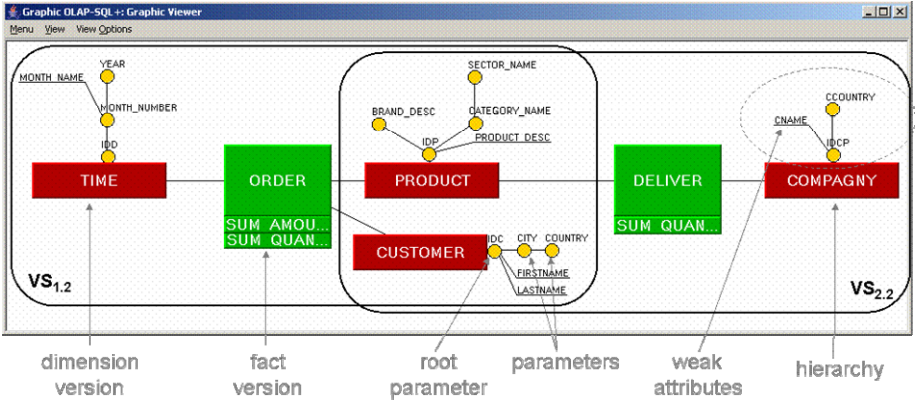 Graphic OLAP-SQL+: Graphic Viewer
Menu View View Options
YEAR
MONTH_NAME
MONTH_NUMBER
IDD
TIME
ORDER
SUM AMOU...
SUM QUAN...
SECTOR_NAME
BRAND_DESC
CATEGORY_NAME
PRODUCT_DESC
IDP
PRODUCT
CUSTOMER
IDC CITY COUNTRY
FIRSTNAME
LASTNAME
DELIVER
SUM QUAN...
CCOUNTRY
CNAME
IDCP
COMPAGNY
VS1.2
VS2.2
dimension version
fact version
root parameter
parameters
weak attributes
hierarchy